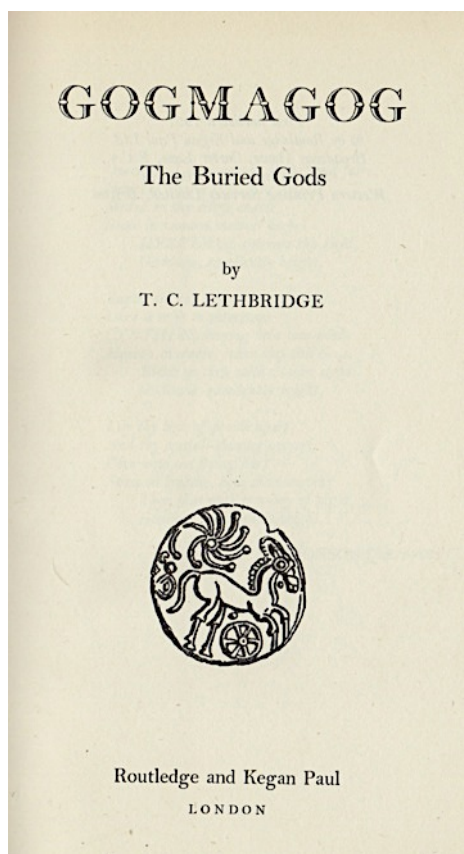 GOGMAGOG
The Buried Gods
by
T. C. LETHBRIDGE
Routledge and Kegan Paul
LONDON